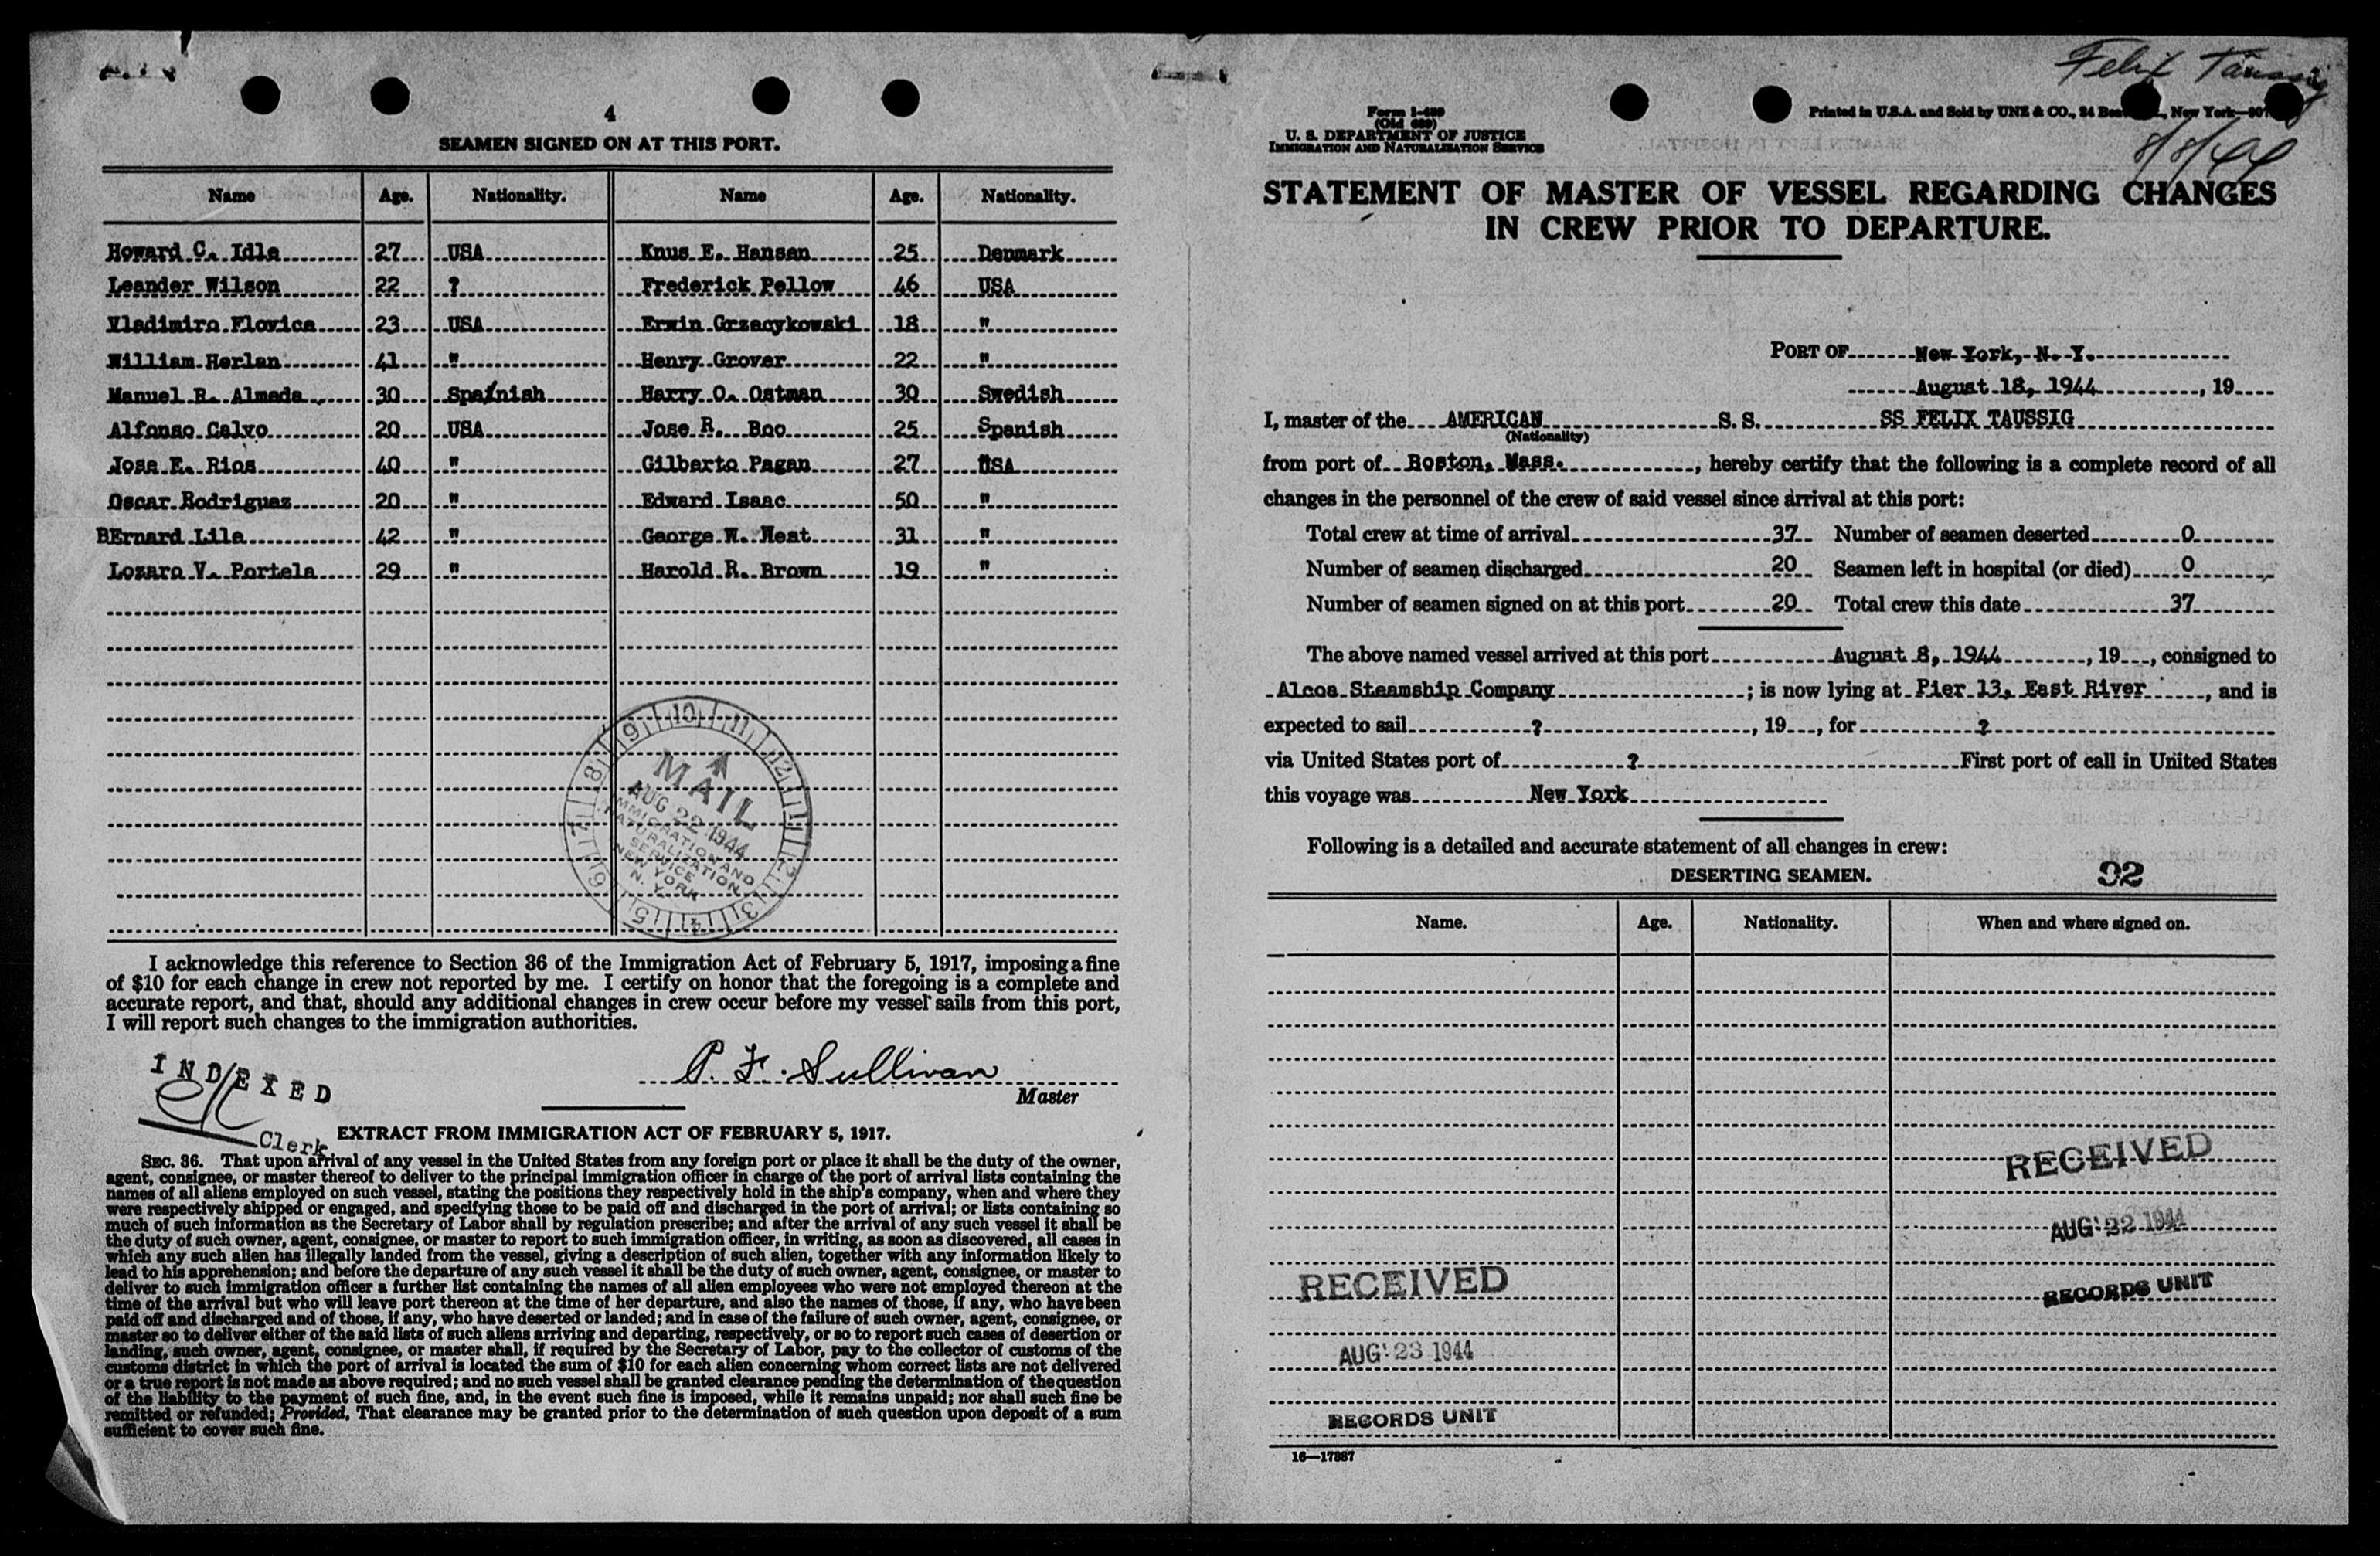 4
SEAMEN SIGNED ON AT THIS PORT.
Name Age. Nationality. Name Age. Nationality.
Howard C. Idle 27 USA Knus E. Hansen 25 Denmark
Leander Wilson 22 ? Frederick Pellow 46 USA
Vladimiro Flovica 23 USA Erwin Grzecykowski 18 "
William Herlan 41 " Henry Grover 22 "
Manuel R. Almeda 30 Spanish Harry O. Ostman 30 Swedish
Alfonso Calvo 20 USA Jose R. Boo 25 Spanish
Jose E. Rios 40 " Gilberto Pagan 27 USA
Oscar Rodriguez 20 " Edward Isaac 50 "
BErnard Lile 42 " George W. West 31 "
Lozaro V. Portela 29 " Harold R. Brown 19 "
MAIL
AUG 22 1944
IMMIGRATION AND
NATURALIZATION
SERVICE
NEW YORK
N. Y.
I acknowledge this reference to Section 36 of the Immigration Act of February 5, 1917, imposing a fine
of $10 for each change in crew not reported by me. I certify on honor that the foregoing is a complete and
accurate report, and that, should any additional changes in crew occur before my vessel sails from this port,
I will report such changes to the immigration authorities.
P. F. Sullivan
Master
INDEXED
Clerk
EXTRACT FROM IMMIGRATION ACT OF FEBRUARY 5, 1917.
SEC. 36. That upon arrival of any vessel in the United States from any foreign port or place it shall be the duty of the owner,
agent, consignee, or master thereof to deliver to the principal immigration officer in charge of the port of arrival lists containing the
names of all aliens employed on such vessel, stating the positions they respectively hold in the ship's company, when and where they
were respectively shipped or engaged, and specifying those to be paid off and discharged in the port of arrival; or lists containing so
much of such information as the Secretary of Labor shall by regulation prescribe; and after the arrival of any such vessel it shall be
the duty of such owner, agent, consignee, or master to report to such immigration officer, in writing, as soon as discovered, all cases in
which any such alien has illegally landed from the vessel, giving a description of such alien, together with any information likely to
lead to his apprehension; and before the departure of any such vessel it shall be the duty of such owner, agent, consignee, or master to
deliver to such immigration officer a further list containing the names of all alien employees who were not employed thereon at the
time of the arrival but who will leave port thereon at the time of her departure, and also the names of those, if any, who have been
paid off and discharged and of those, if any, who have deserted or landed; and in case of the failure of such owner, agent, consignee, or
master so to deliver either of the said lists of such aliens arriving and departing, respectively, or so to report such cases of desertion or
landing, such owner, agent, consignee, or master shall, if required by the Secretary of Labor, pay to the collector of customs of the
customs district in which the port of arrival is located the sum of $10 for each alien concerning whom correct lists are not delivered
or a true report is not made as above required; and no such vessel shall be granted clearance pending the determination of the question
of the liability to the payment of such fine, and, in the event such fine is imposed, while it remains unpaid; nor shall such fine be
remitted or refunded; Provided, That clearance may be granted prior to the determination of such question upon deposit of a sum
sufficient to cover such fine.
Felix Taussig
8/8/44
Form I-489
(Old 689)
U. S. DEPARTMENT OF JUSTICE
IMMIGRATION AND NATURALIZATION SERVICE
Printed in U.S.A. and Sold by UNZ & CO., 24 New York
STATEMENT OF MASTER OF VESSEL REGARDING CHANGES
IN CREW PRIOR TO DEPARTURE.
PORT OF New York, N. Y.
August 18, 1944, 19
I, master of the AMERICAN S. S. SS FELIX TAUSSIG
(Nationality)
from port of Boston, Mass., hereby certify that the following is a complete record of all
changes in the personnel of the crew of said vessel since arrival at this port:
Total crew at time of arrival 37 Number of seamen deserted 0
Number of seamen discharged 20 Seamen left in hospital (or died) 0
Number of seamen signed on at this port 20 Total crew this date 37
The above named vessel arrived at this port August 8, 1944, 19, consigned to
Alcoa Steamship Company; is now lying at Pier 13, East River, and is
expected to sail ?, 19, for ?
via United States port of ? First port of call in United States
this voyage was New York
Following is a detailed and accurate statement of all changes in crew:
DESERTING SEAMEN. 92
Name. Age. Nationality. When and where signed on.
RECEIVED
AUG 22 1944
RECORDS UNIT
RECEIVED
AUG 23 1944
RECORDS UNIT
16—17887